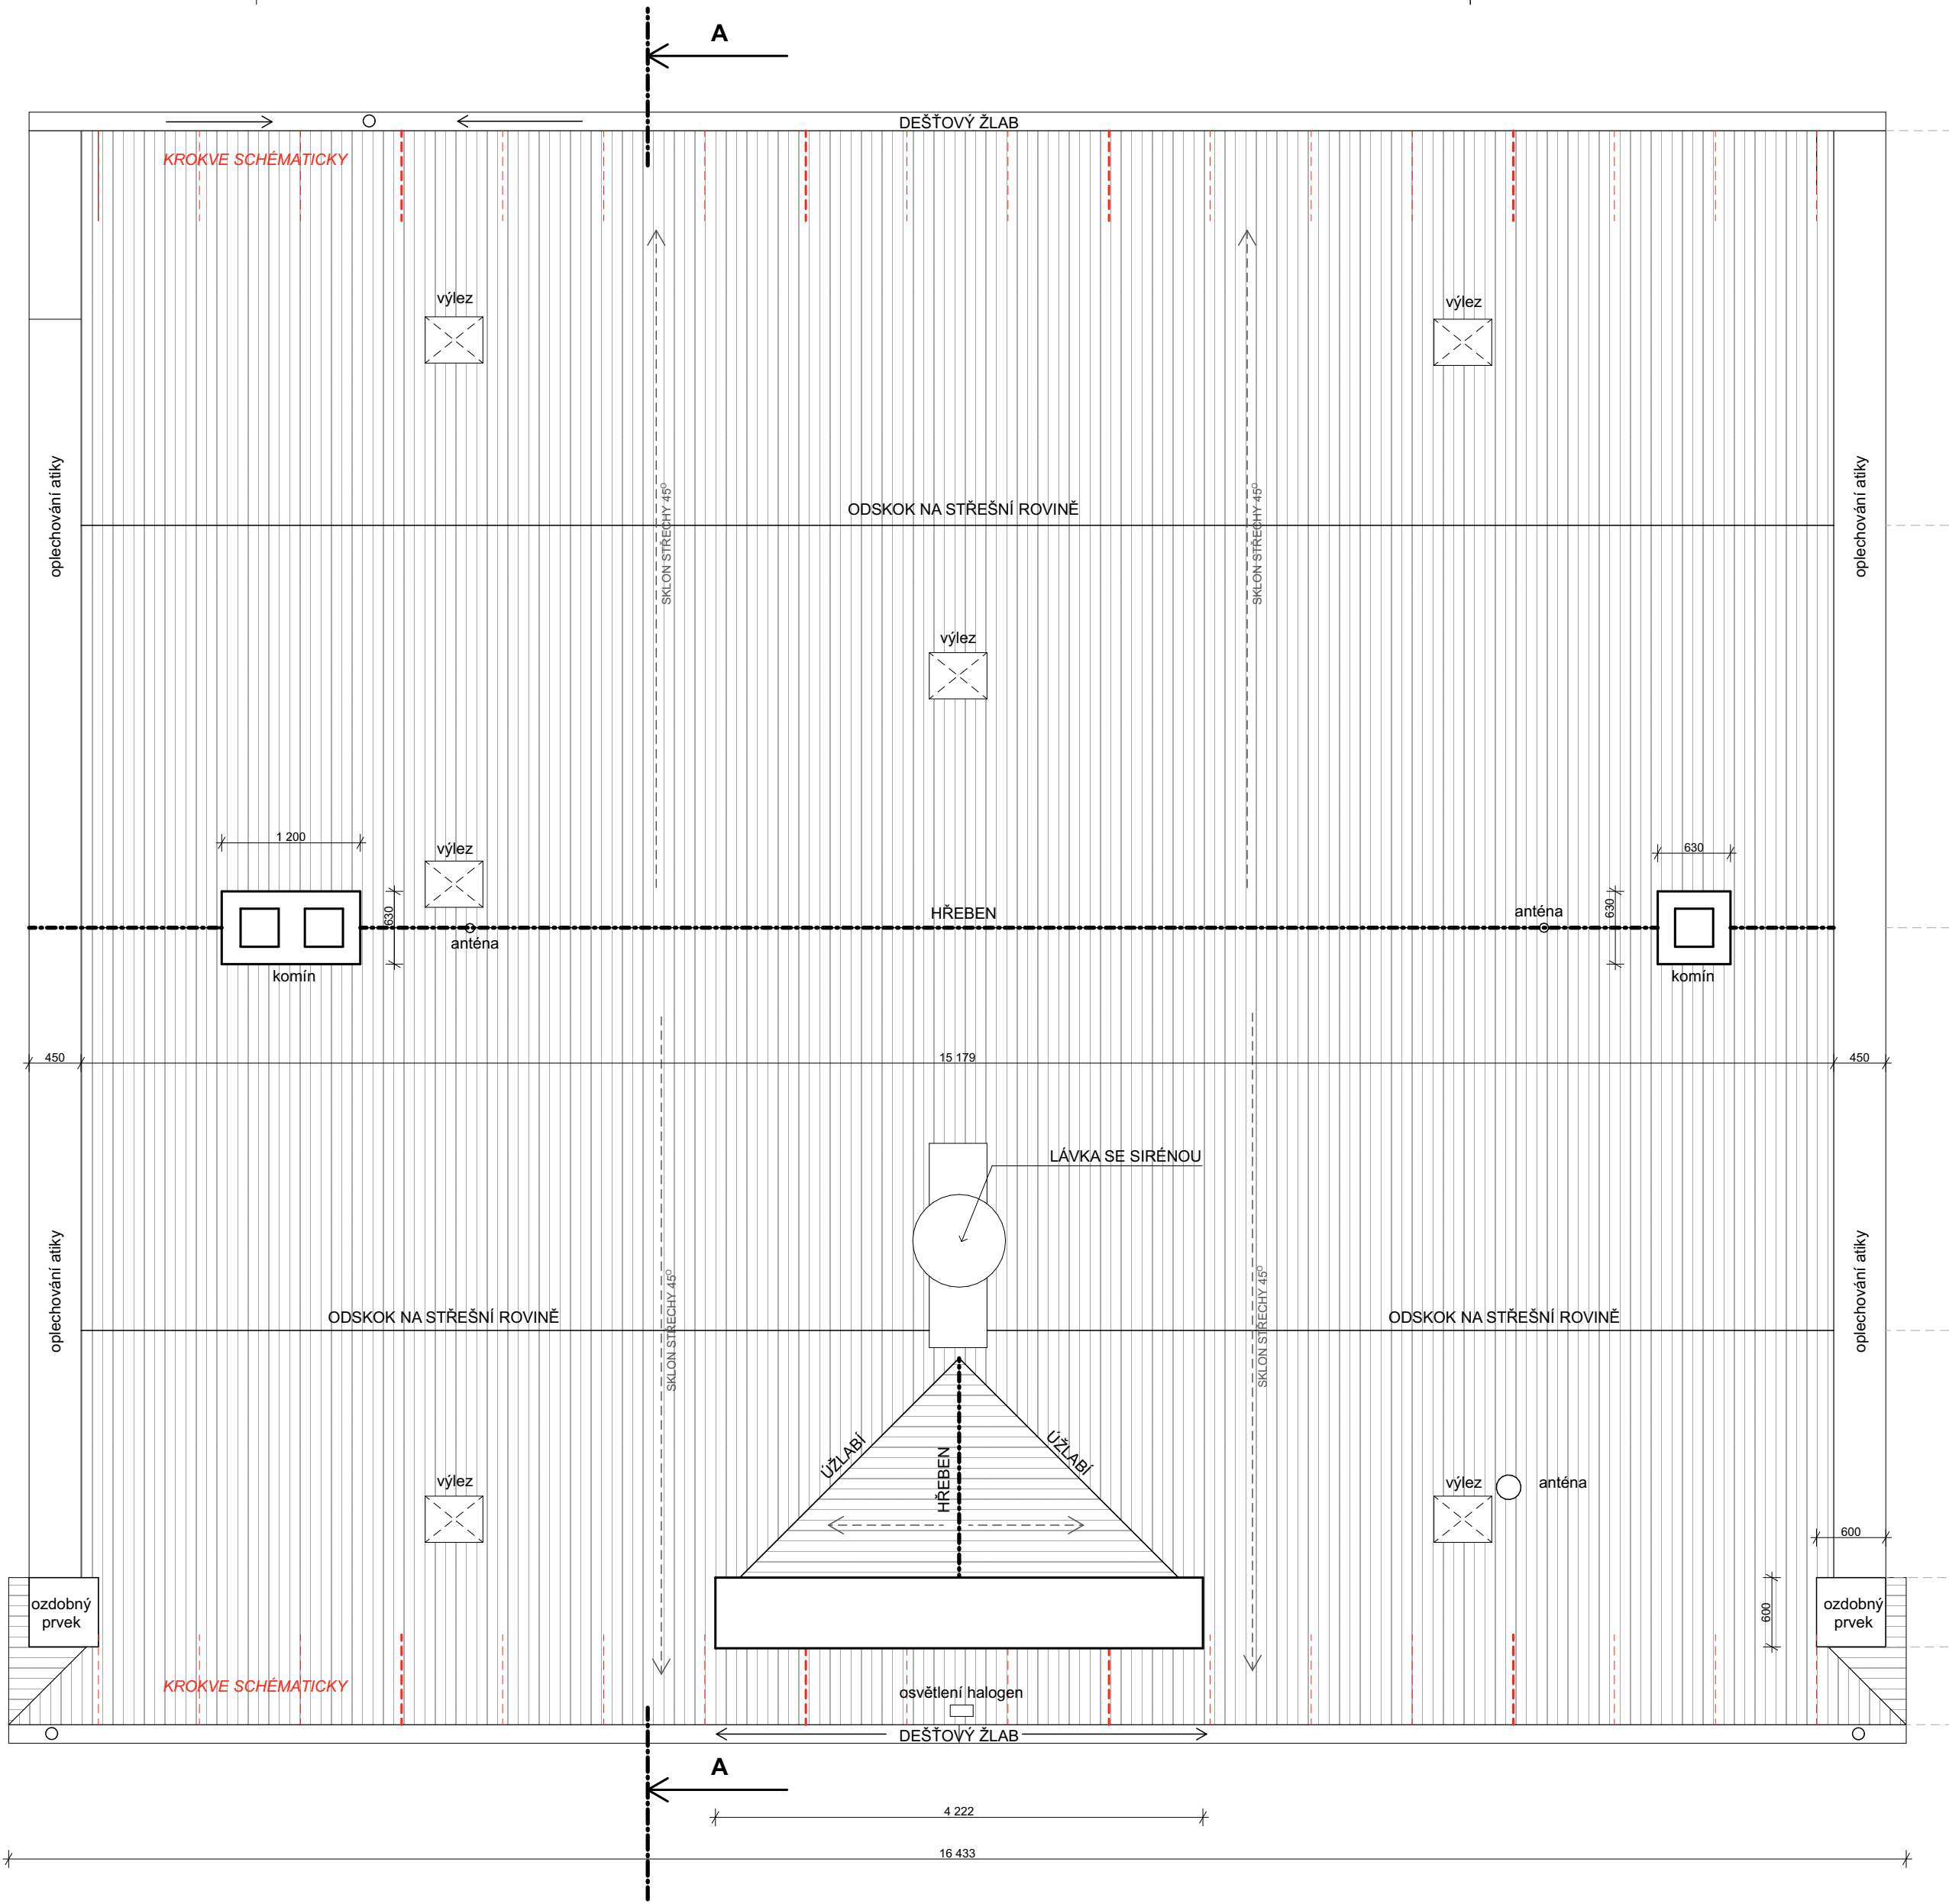 A
DEŠŤOVÝ ŽLAB
KROKVE SCHÉMATICKY
výlez
výlez
oplechování atiky
SKLON STŘECHY 45°
ODSKOK NA STŘEŠNÍ ROVINĚ
SKLON STŘECHY 45°
oplechování atiky
výlez
1 200
výlez
630
630
630
HŘEBEN
anténa
anténa
komín
komín
450
15 179
450
LÁVKA SE SIRÉNOU
oplechování atiky
SKLON STŘECHY 45°
SKLON STŘECHY 45°
oplechování atiky
ODSKOK NA STŘEŠNÍ ROVINĚ
ODSKOK NA STŘEŠNÍ ROVINĚ
ÚŽLABÍ
HŘEBEN
ÚŽLABÍ
výlez
výlez
anténa
600
600
ozdobný
prvek
ozdobný
prvek
KROKVE SCHÉMATICKY
osvětlení halogen
DEŠŤOVÝ ŽLAB
A
4 222
16 433